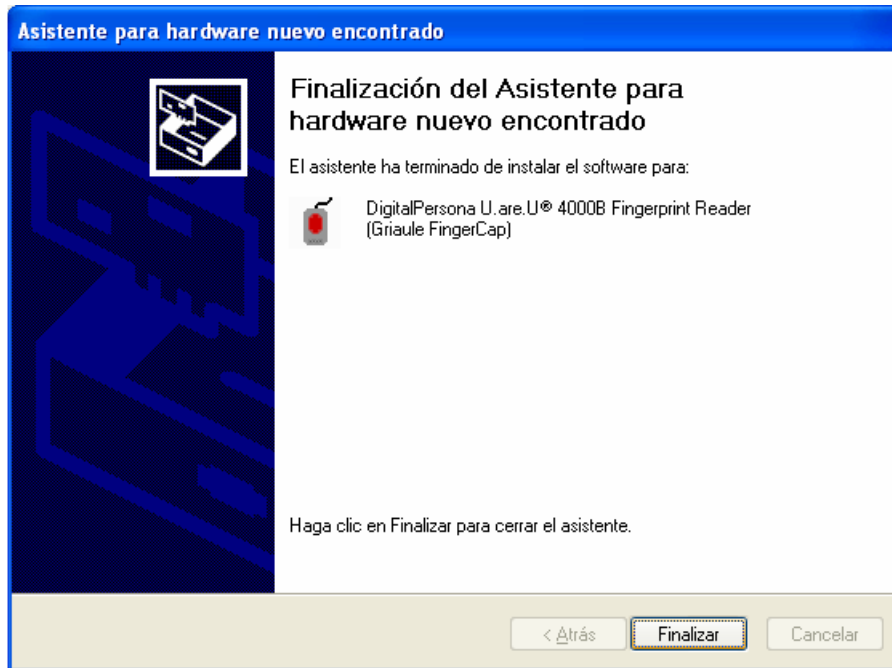 Asistente para hardware nuevo encontrado
Finalización del Asistente para
hardware nuevo encontrado
El asistente ha terminado de instalar el software para:
DigitalPersona U.are.U® 4000B Fingerprint Reader
(Griaule FingerCap)
Haga clic en Finalizar para cerrar el asistente.
< Atrás Finalizar Cancelar